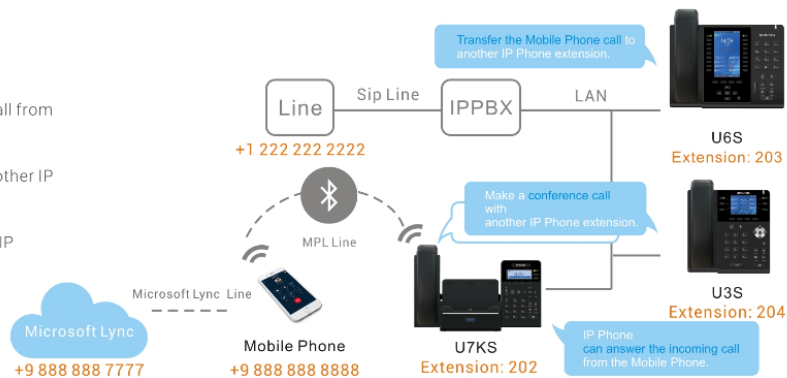 Transfer the Mobile Phone call to
another IP Phone extension.
all from
Line
Sip Line
IPPBX
LAN
+1 222 222 2222
U6S
Extension: 203
other IP
Make a conference call
with
another IP Phone extension.
IP
MPL Line
Microsoft Lync Line
Microsoft Lync
+9 888 888 7777
Mobile Phone
+9 888 888 8888
U7KS
Extension: 202
U3S
Extension: 204
IP Phone
can answer the incoming call
from the Mobile Phone.